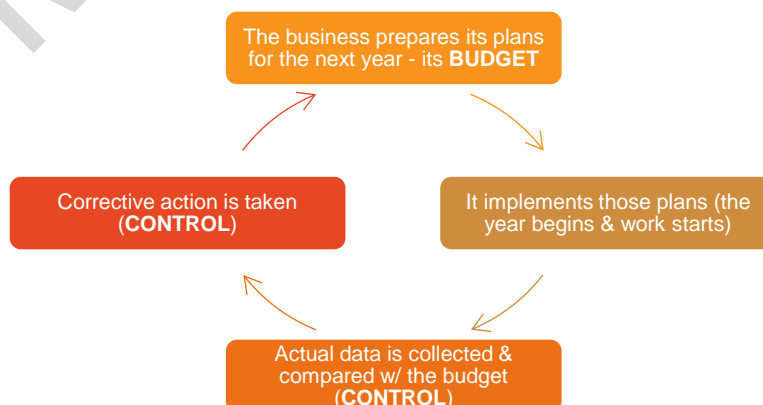 The business prepares its plans
for the next year - its BUDGET
Corrective action is taken
(CONTROL)
It implements those plans (the
year begins & work starts)
Actual data is collected &
compared w/ the budget
(CONTROL)